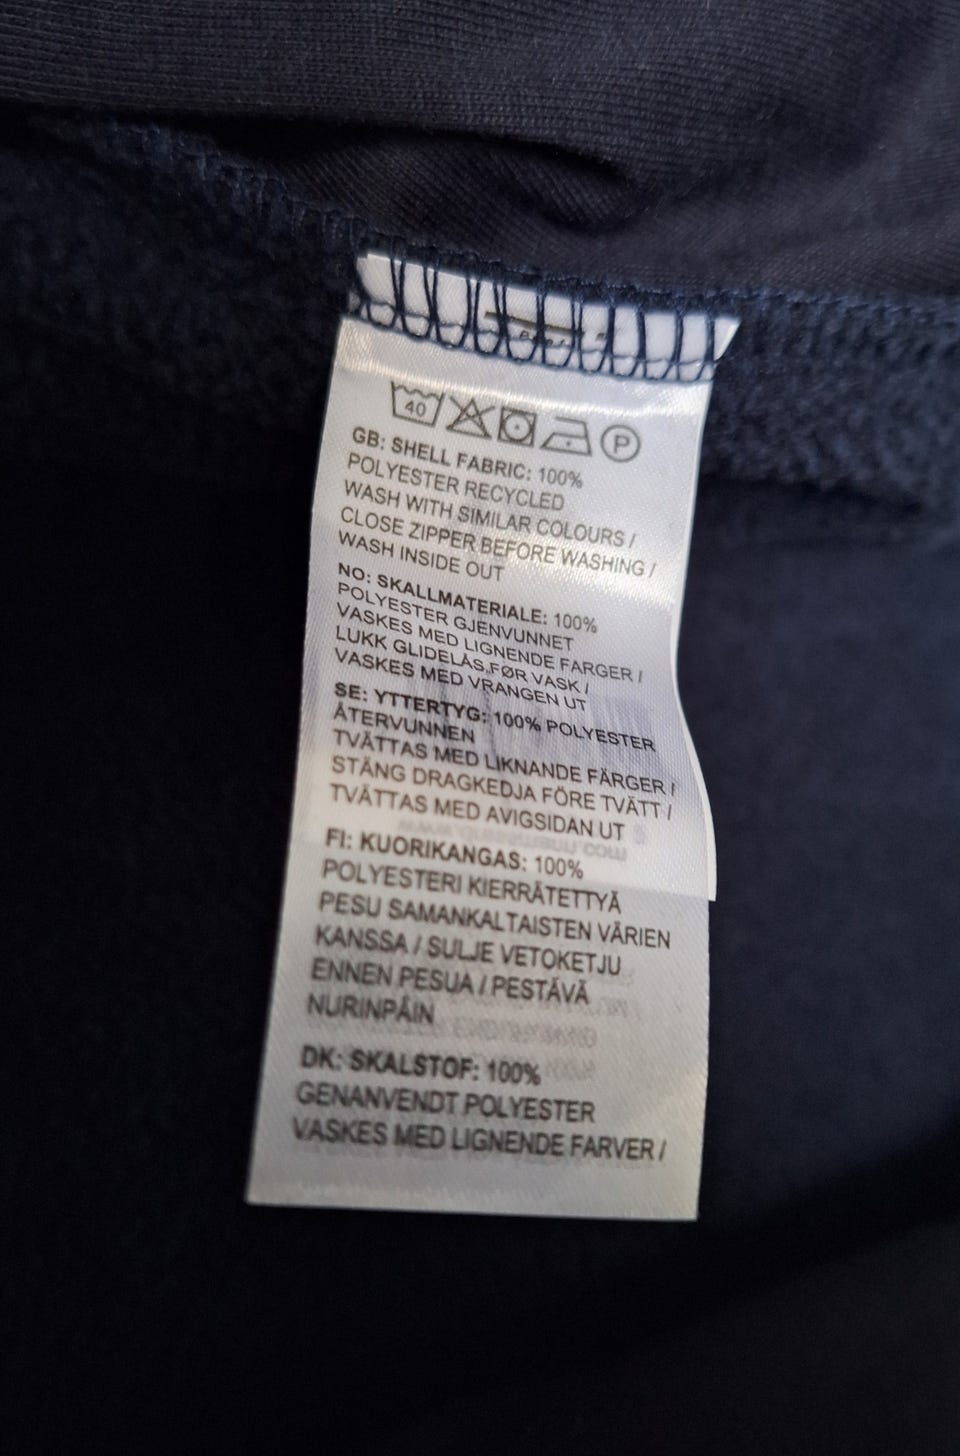 40 P
GB: SHELL FABRIC: 100%
POLYESTER RECYCLED
WASH WITH SIMILAR COLOURS /
CLOSE ZIPPER BEFORE WASHING /
WASH INSIDE OUT
NO: SKALLMATERIALE: 100%
POLYESTER GJENVUNNET
VASKES MED LIGNENDE FARGER /
LUKK GLIDELÅS FØR VASK /
VASKES MED VRANGEN UT
SE: YTTERTYG: 100% POLYESTER
ÅTERVUNNEN
TVÄTTAS MED LIKNANDE FÄRGER /
STÄNG DRAGKEDJA FÖRE TVÄTT /
TVÄTTAS MED AVIGSIDAN UT
FI: KUORIKANGAS: 100%
POLYESTERI KIERRÄTETTYÄ
PESU SAMANKALTAISTEN VÄRIEN
KANSSA / SULJE VETOKETJU
ENNEN PESUA / PESTÄVÄ
NURINPÄIN
DK: SKALSTOF: 100%
GENANVENDT POLYESTER
VASKES MED LIGNENDE FARVER /